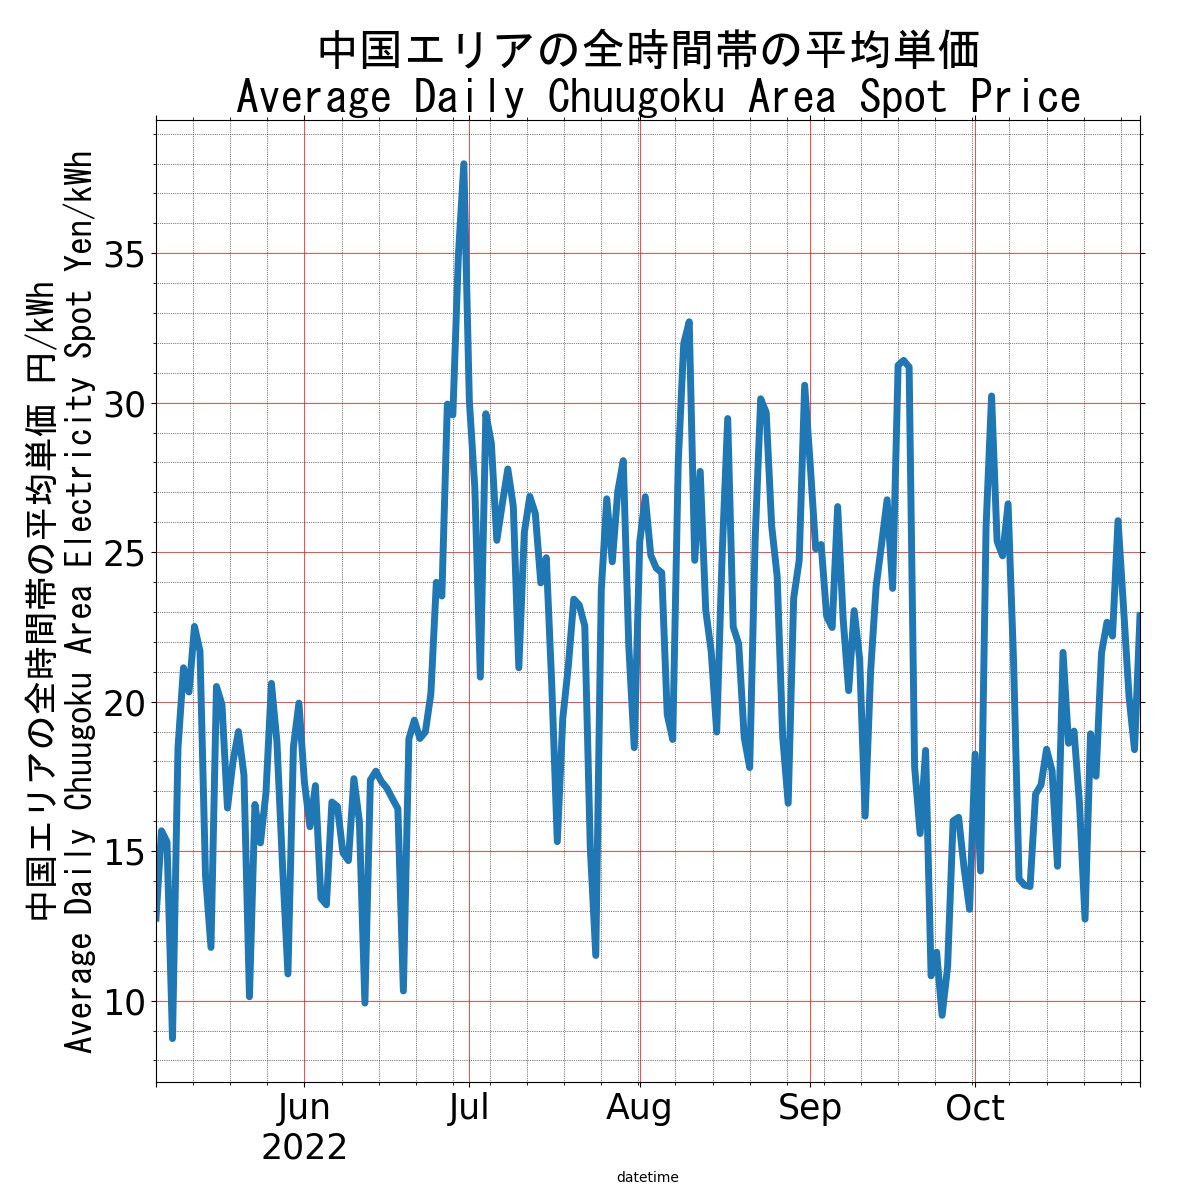 中国エリアの全時間帯の平均単価
Average Daily Chuugoku Area Spot Price
中国エリアの全時間帯の平均単価 円/kWh
Average Daily Chuugoku Area Electricity Spot Yen/kWh
35
30
25
20
15
10
Jun
2022
Jul
Aug
Sep
Oct
datetime